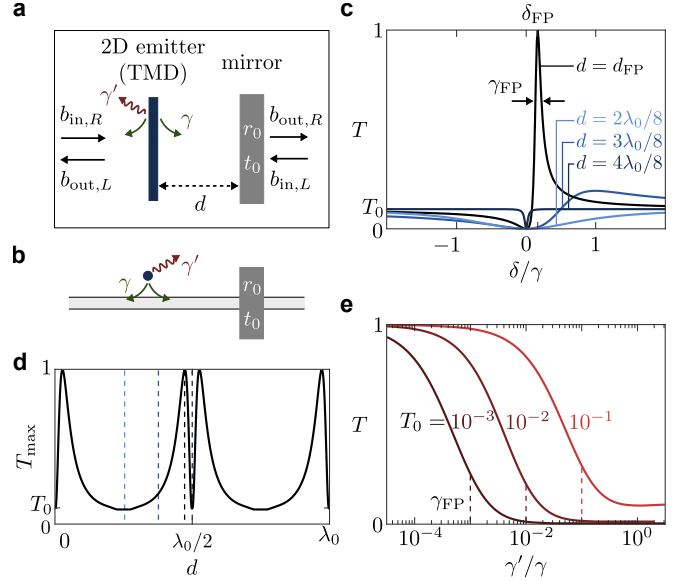 a
2D emitter
(TMD)
mirror
γ′
γ
b_in,R
b_out,R
r_0
b_out,L
t_0
b_in,L
d
b
γ
γ′
r_0
t_0
c
δ_FP
1
d = d_FP
γ_FP
d = 2λ_0/8
T
d = 3λ_0/8
d = 4λ_0/8
T_0
0
−1
0
1
δ/γ
d
1
T_max
T_0
0
0
λ_0/2
λ_0
d
e
1
T
T_0 = 10^−3
10^−2
10^−1
γ_FP
0
10^−4
10^−2
10^0
γ′/γ